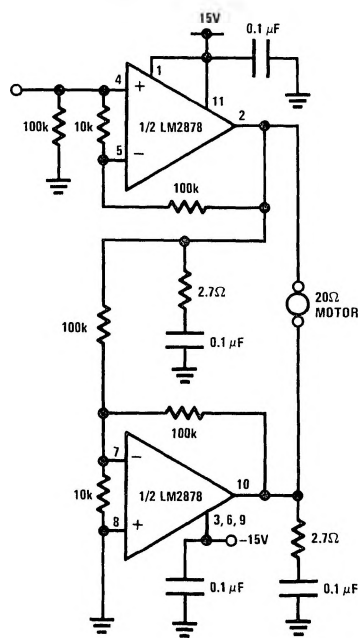 15V
0.1 μF
1
4
+
11
100k
10k
1/2 LM2878
2
5
−
100k
2.7Ω
20Ω
MOTOR
100k
0.1 μF
100k
7
−
10k
1/2 LM2878
10
8
+
3, 6, 9
−15V
2.7Ω
0.1 μF
0.1 μF